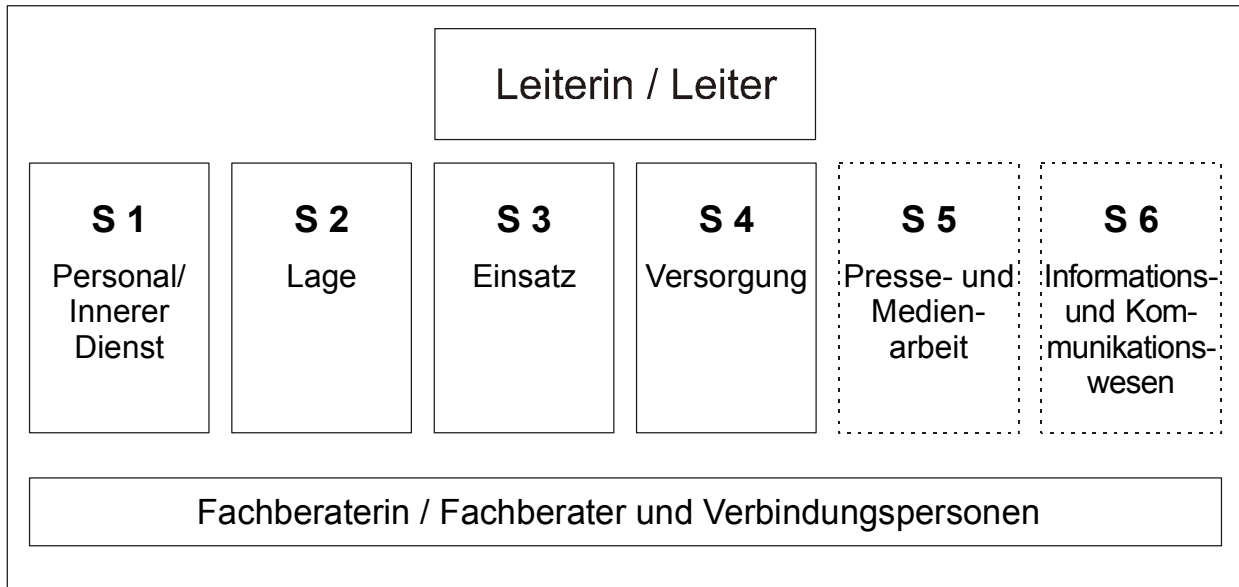 Leiterin / Leiter
S 1
Personal/
Innerer
Dienst
S 2
Lage
S 3
Einsatz
S 4
Versorgung
S 5
Presse- und
Medien-
arbeit
S 6
Informations-
und Kom-
munikations-
wesen
Fachberaterin / Fachberater und Verbindungspersonen